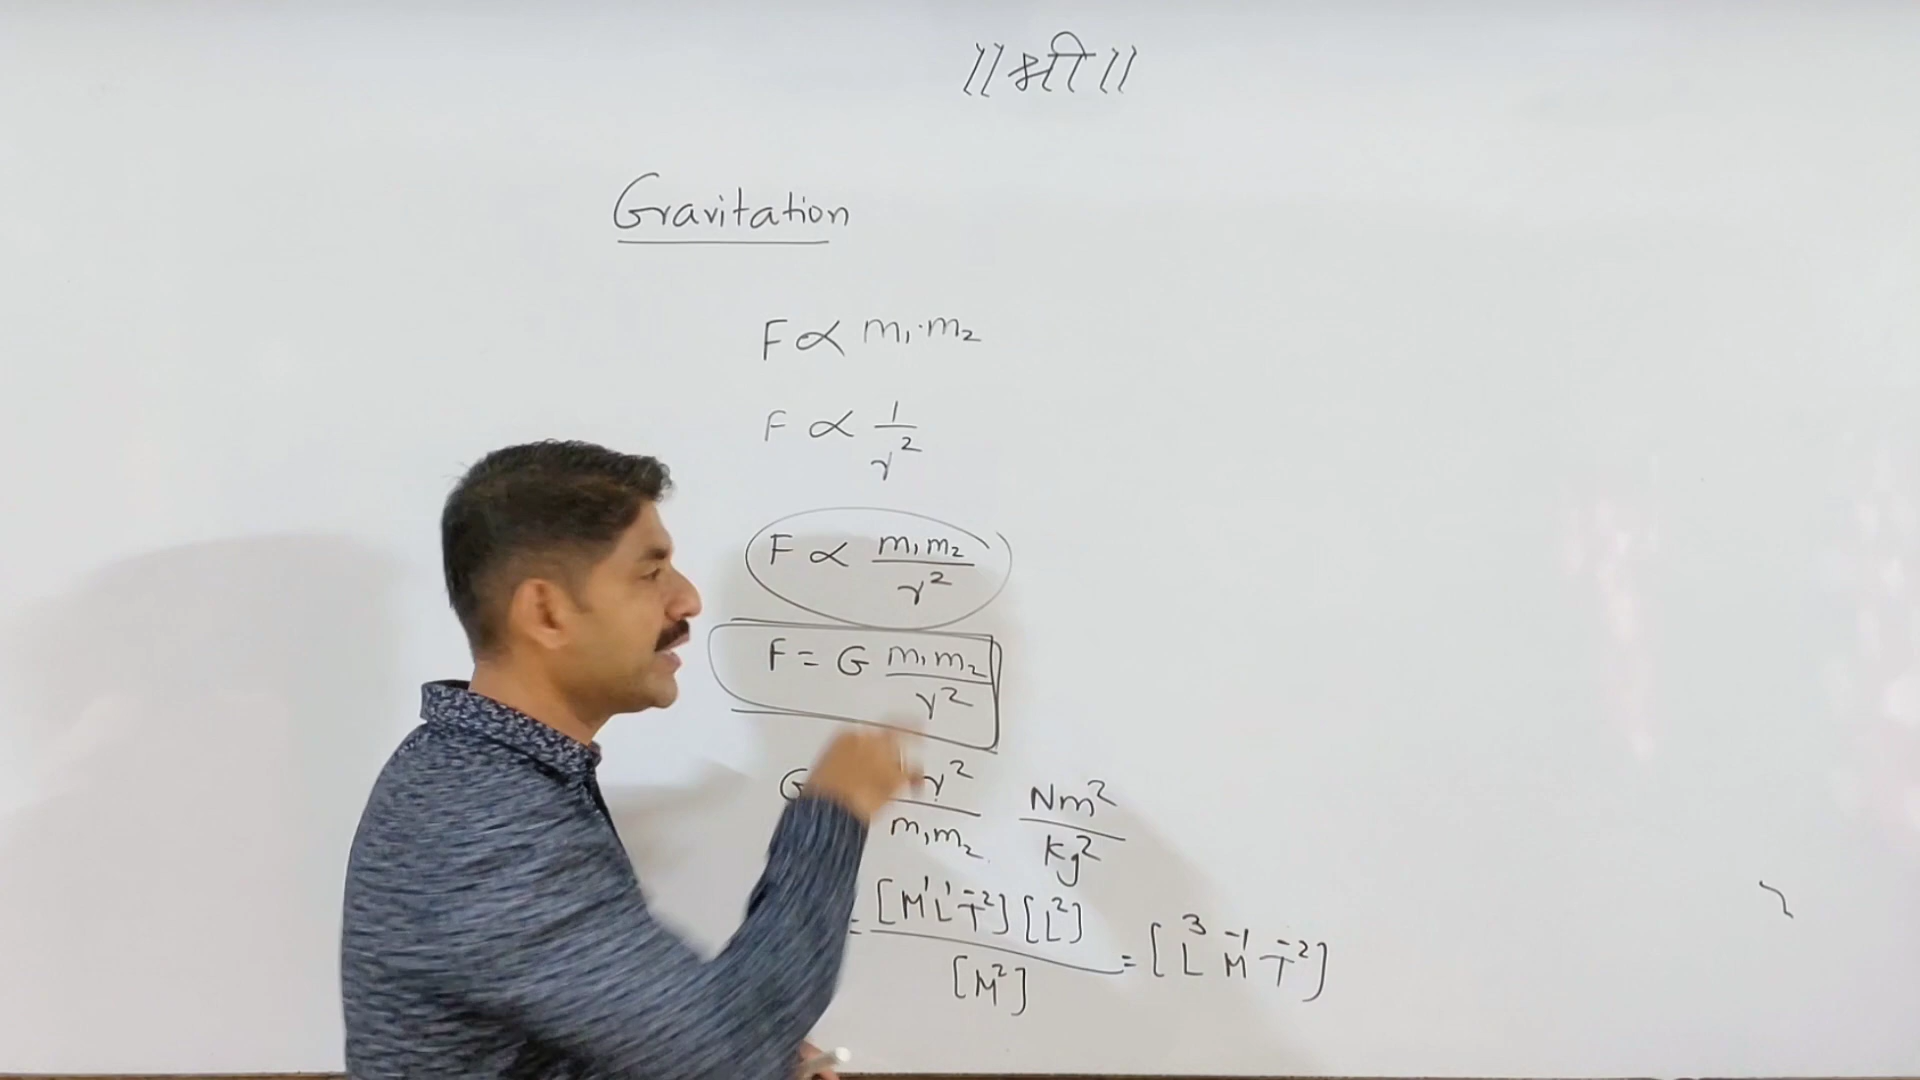 ॥श्री॥
Gravitation
F ∝ m₁·m₂
F ∝ 1/r²
F ∝ m₁m₂/r²
F = G m₁m₂/r²
G r²/m₁m₂ Nm²/kg²
= [M¹L¹T⁻²][L²]/[M²] = [L³M⁻¹T⁻²]